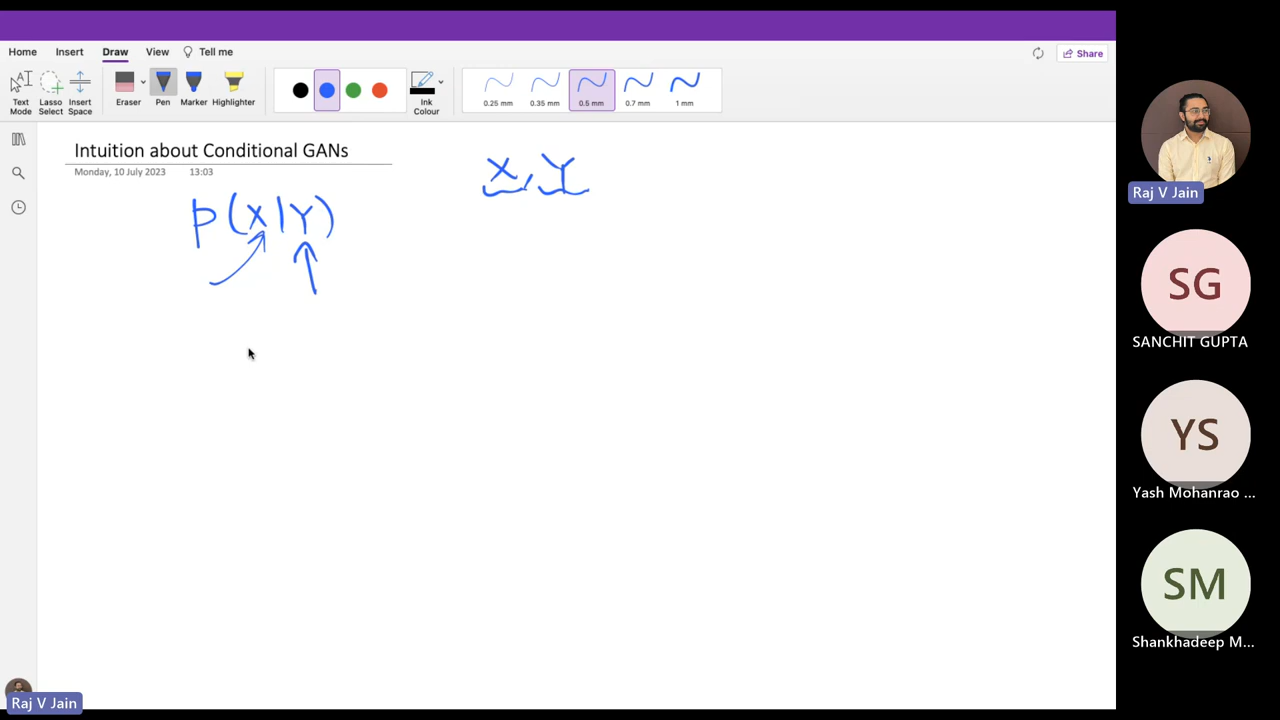 Home Insert Draw View Tell me
Share
Text Mode
Lasso Select
Insert Space
Eraser
Pen
Marker
Highlighter
Ink Colour
0.25 mm
0.35 mm
0.5 mm
0.7 mm
1 mm
Intuition about Conditional GANs
Monday, 10 July 2023 13:03
X, Y
P(X|Y)
Raj V Jain
SG
SANCHIT GUPTA
YS
Yash Mohanrao ...
SM
Shankhadeep M...
Raj V Jain